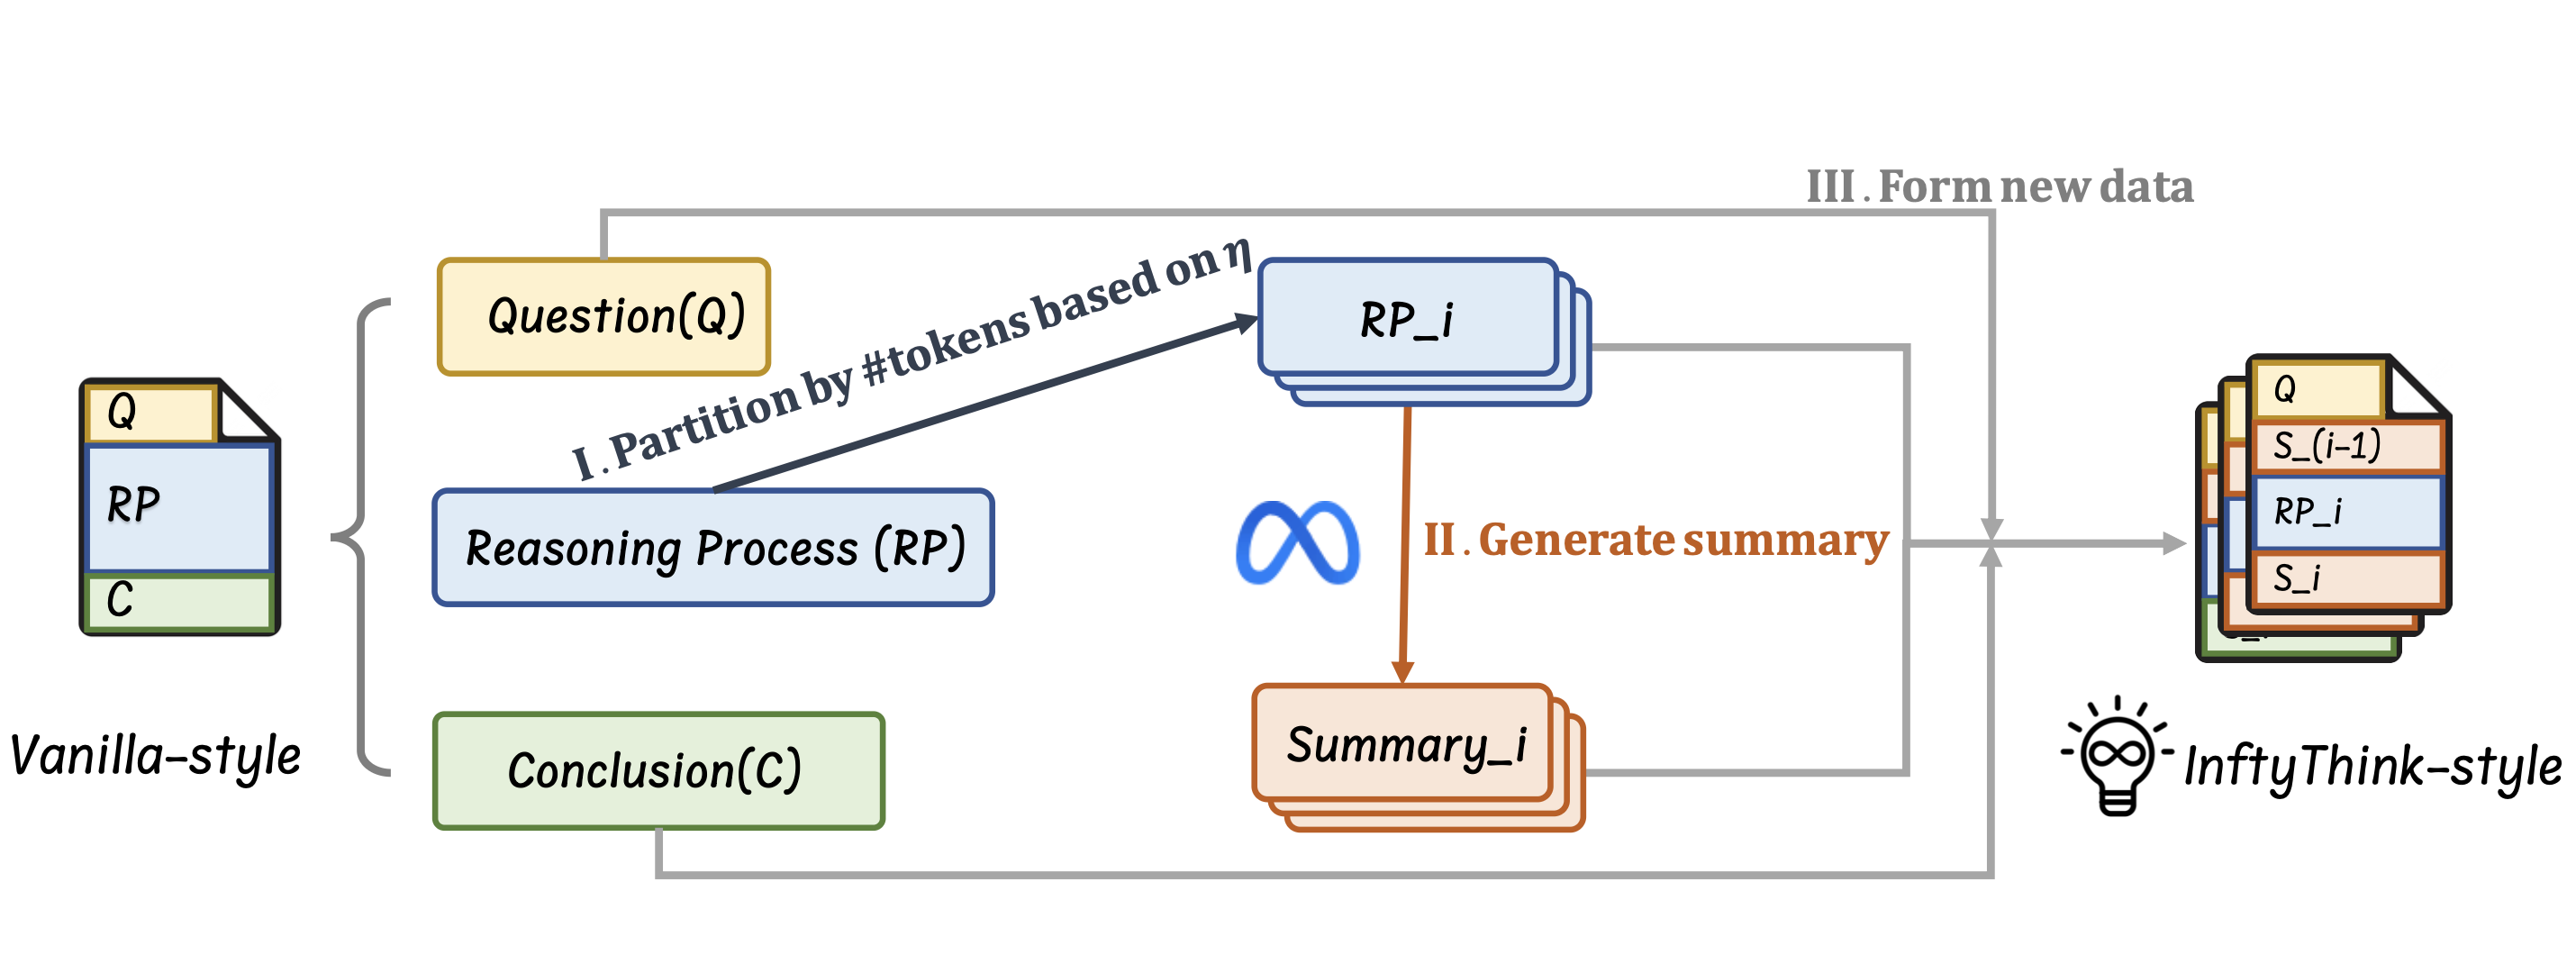 III. Form new data
Question(Q)
I. Partition by #tokens based on η
RP_i
Q
RP
C
Reasoning Process (RP)
II. Generate summary
Q
S_(i-1)
RP_i
S_i
Vanilla-style
Conclusion(C)
Summary_i
InftyThink-style